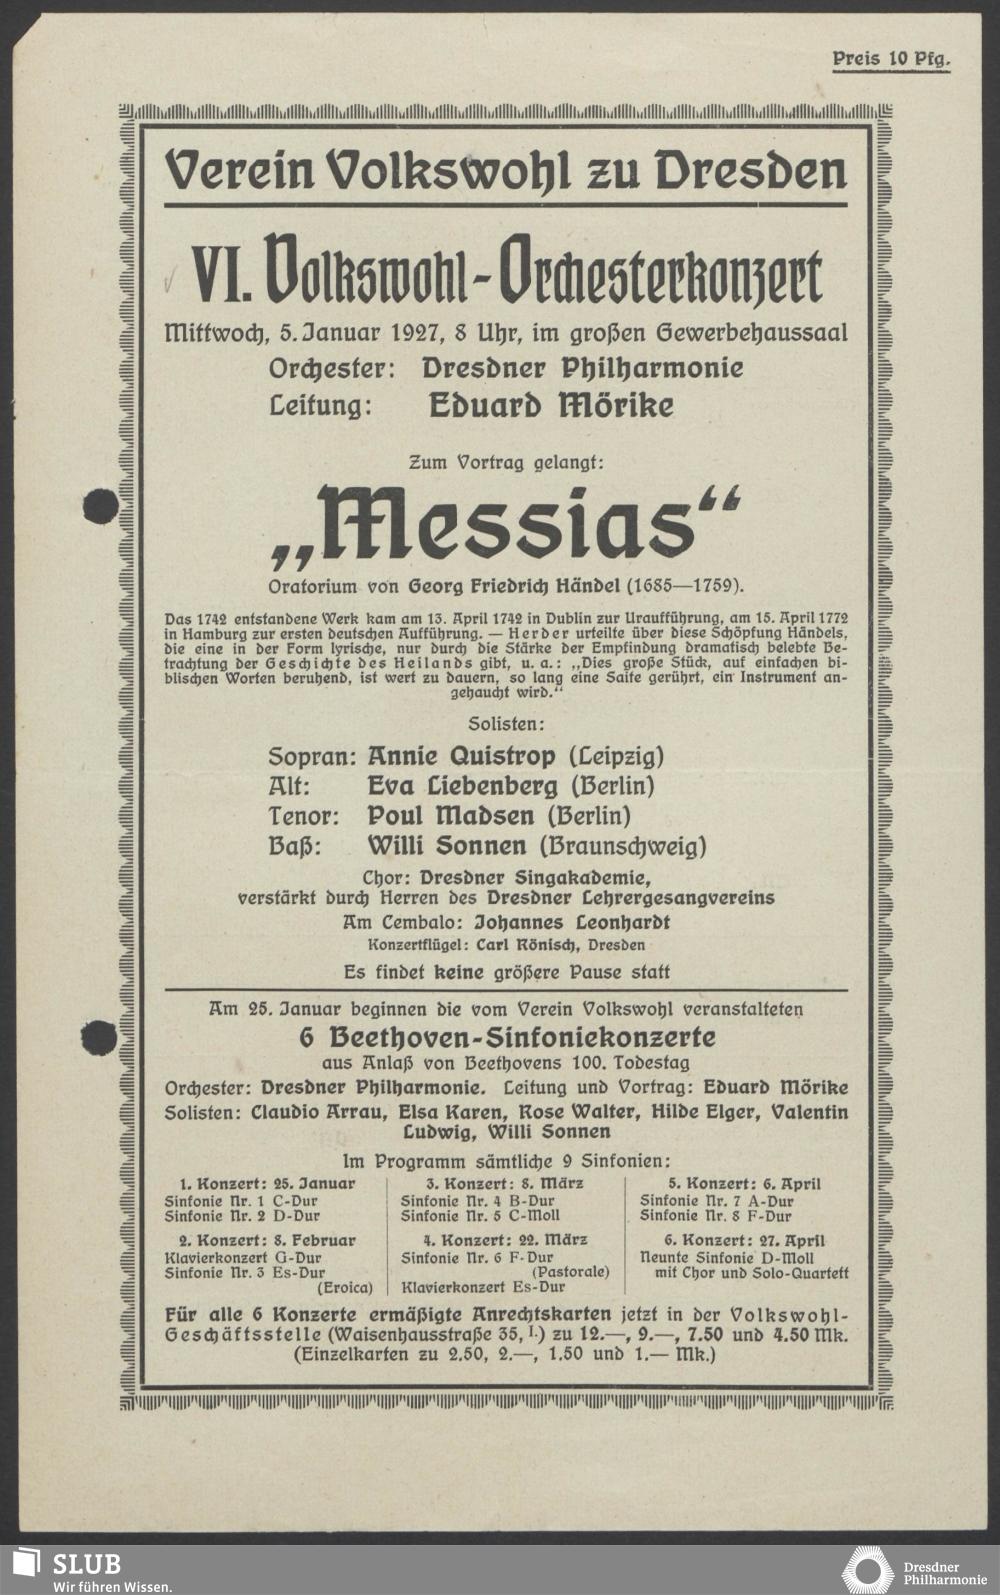 Preis 10 Pfg.
Verein Volkswohl zu Dresden
VI. Volkswohl-Orchesterkonzert
Mittwoch, 5. Januar 1927, 8 Uhr, im großen Gewerbehaussaal
Orchester: Dresdner Philharmonie
Leitung: Eduard Mörike
Zum Vortrag gelangt:
„Messias“
Oratorium von Georg Friedrich Händel (1685—1759).
Das 1742 entstandene Werk kam am 13. April 1742 in Dublin zur Uraufführung, am 15. April 1772
in Hamburg zur ersten deutschen Aufführung. — Herder urteilte über diese Schöpfung Händels,
die eine in der Form lyrische, nur durch die Stärke der Empfindung dramatisch belebte Be-
trachtung der Geschichte des Heilands gibt, u. a.: „Dies große Stück, auf einfachen bi-
blischen Worten beruhend, ist wert zu dauern, so lang eine Saite gerührt, ein Instrument an-
gehaucht wird.“
Solisten:
Sopran: Annie Quistrop (Leipzig)
Alt: Eva Liebenberg (Berlin)
Tenor: Poul Madsen (Berlin)
Baß: Willi Sonnen (Braunschweig)
Chor: Dresdner Singakademie,
verstärkt durch Herren des Dresdner Lehrergesangvereins
Am Cembalo: Johannes Leonhardt
Konzertflügel: Carl Rönisch, Dresden
Es findet keine größere Pause statt
Am 25. Januar beginnen die vom Verein Volkswohl veranstalteten
6 Beethoven-Sinfoniekonzerte
aus Anlaß von Beethovens 100. Todestag
Orchester: Dresdner Philharmonie. Leitung und Vortrag: Eduard Mörike
Solisten: Claudio Arrau, Elsa Karen, Rose Walter, Hilde Elger, Valentin
Ludwig, Willi Sonnen
Im Programm sämtliche 9 Sinfonien:
1. Konzert: 25. Januar
Sinfonie Nr. 1 C-Dur
Sinfonie Nr. 2 D-Dur
2. Konzert: 8. Februar
Klavierkonzert G-Dur
Sinfonie Nr. 3 Es-Dur
(Eroica)
3. Konzert: 8. März
Sinfonie Nr. 4 B-Dur
Sinfonie Nr. 5 C-Moll
4. Konzert: 22. März
Sinfonie Nr. 6 F-Dur
(Pastorale)
Klavierkonzert Es-Dur
5. Konzert: 6. April
Sinfonie Nr. 7 A-Dur
Sinfonie Nr. 8 F-Dur
6. Konzert: 27. April
Neunte Sinfonie D-Moll
mit Chor und Solo-Quartett
Für alle 6 Konzerte ermäßigte Anrechtskarten jetzt in der Volkswohl-
Geschäftsstelle (Waisenhausstraße 35, I.) zu 12.—, 9.—, 7.50 und 4.50 Mk.
(Einzelkarten zu 2.50, 2.—, 1.50 und 1.— Mk.)
SLUB
Wir führen Wissen.
Dresdner
Philharmonie